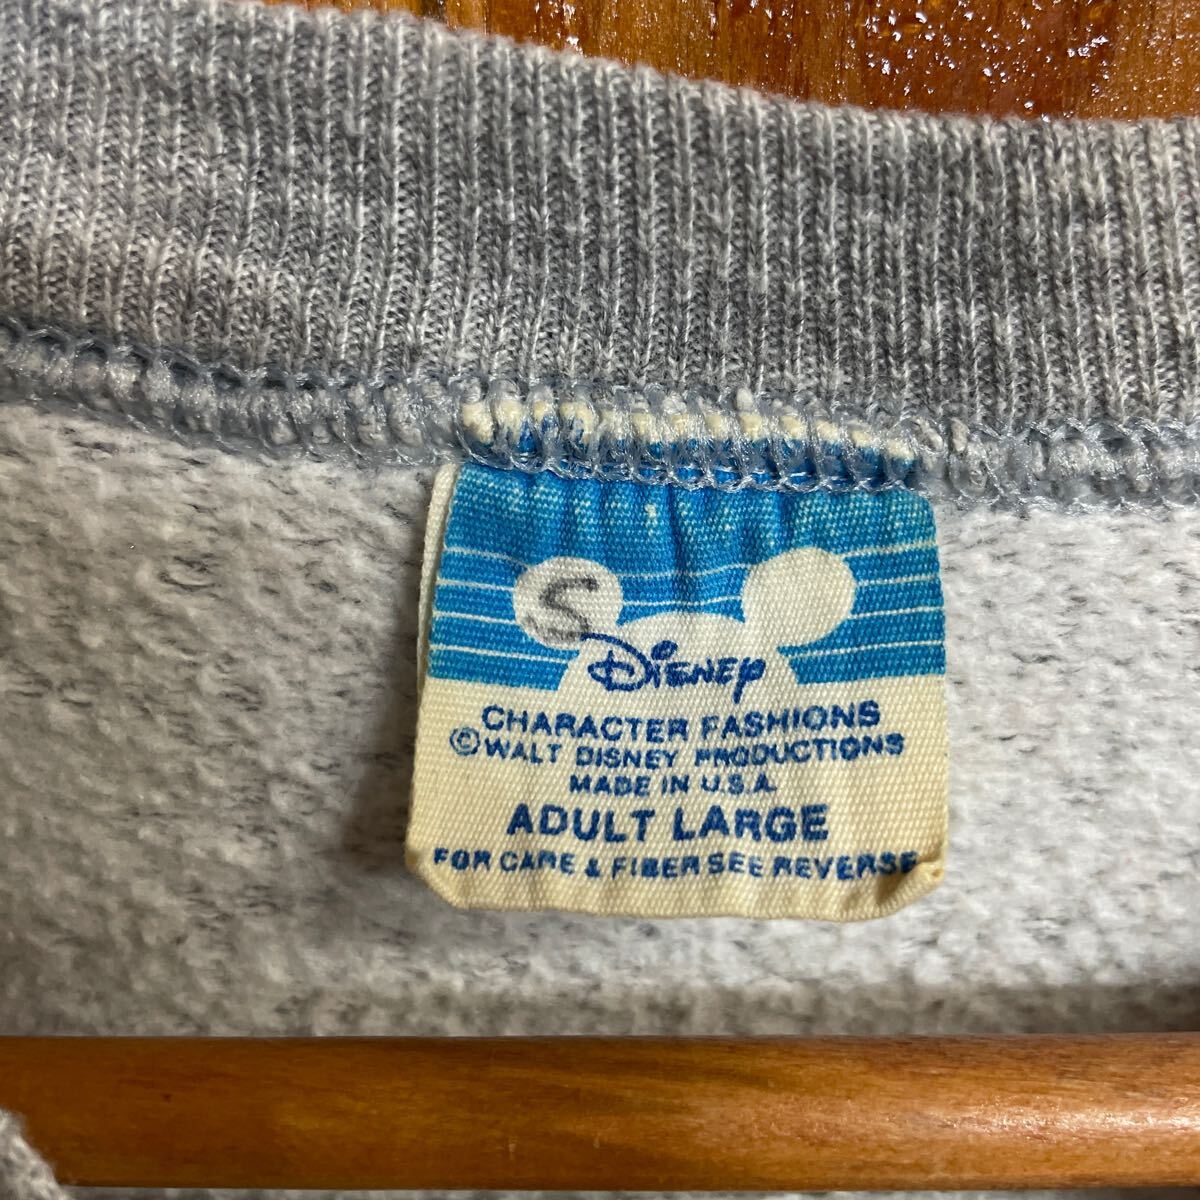 S
Disney
CHARACTER FASHIONS
© WALT DISNEY PRODUCTIONS
MADE IN U.S.A.
ADULT LARGE
FOR CARE & FIBER SEE REVERSE